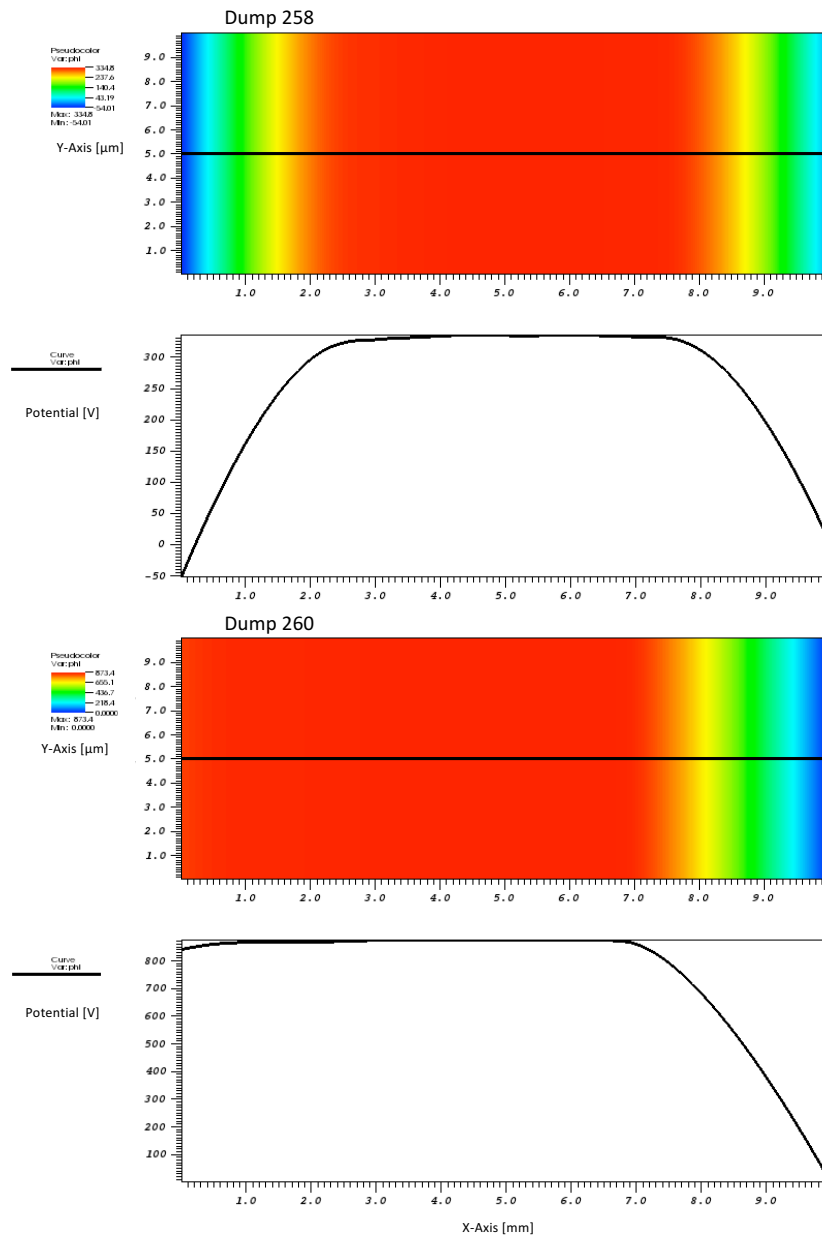 Dump 258
Pseudocolor
Var: phi
334.8
237.6
140.4
43.19
-54.01
Max: 334.8
Min: -54.01
Y-Axis [µm]
9.0
8.0
7.0
6.0
5.0
4.0
3.0
2.0
1.0
1.0 2.0 3.0 4.0 5.0 6.0 7.0 8.0 9.0
Curve
Var: phi
Potential [V]
300
250
200
150
100
50
0
-50
1.0 2.0 3.0 4.0 5.0 6.0 7.0 8.0 9.0
Dump 260
Pseudocolor
Var: phi
873.4
655.1
436.7
218.4
0.0000
Max: 873.4
Min: 0.0000
Y-Axis [µm]
9.0
8.0
7.0
6.0
5.0
4.0
3.0
2.0
1.0
1.0 2.0 3.0 4.0 5.0 6.0 7.0 8.0 9.0
Curve
Var: phi
Potential [V]
800
700
600
500
400
300
200
100
1.0 2.0 3.0 4.0 5.0 6.0 7.0 8.0 9.0
X-Axis [mm]